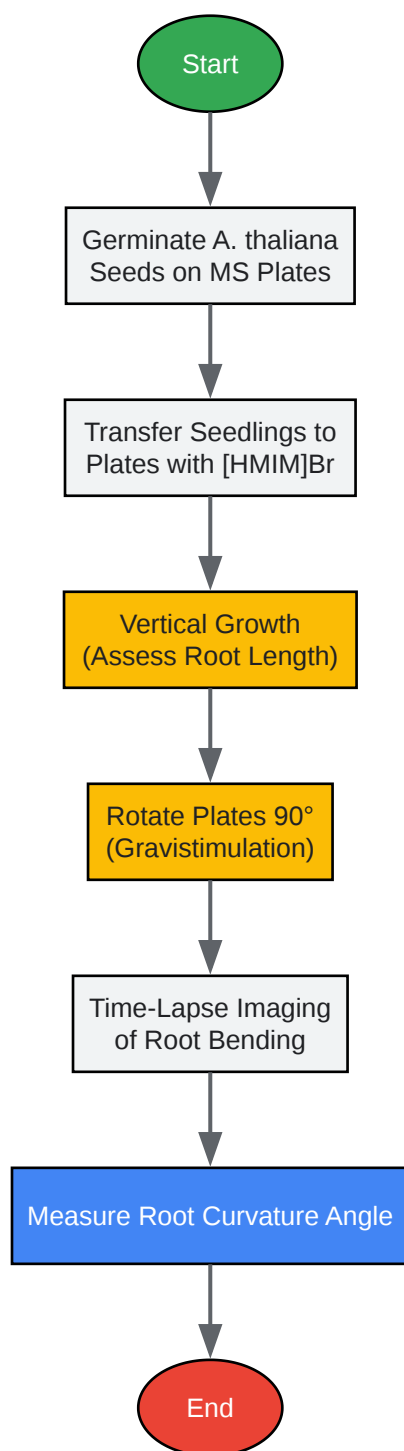 Start
Germinate A. thaliana
Seeds on MS Plates
Transfer Seedlings to
Plates with [HMIM]Br
Vertical Growth
(Assess Root Length)
Rotate Plates 90°
(Gravistimulation)
Time-Lapse Imaging
of Root Bending
Measure Root Curvature Angle
End